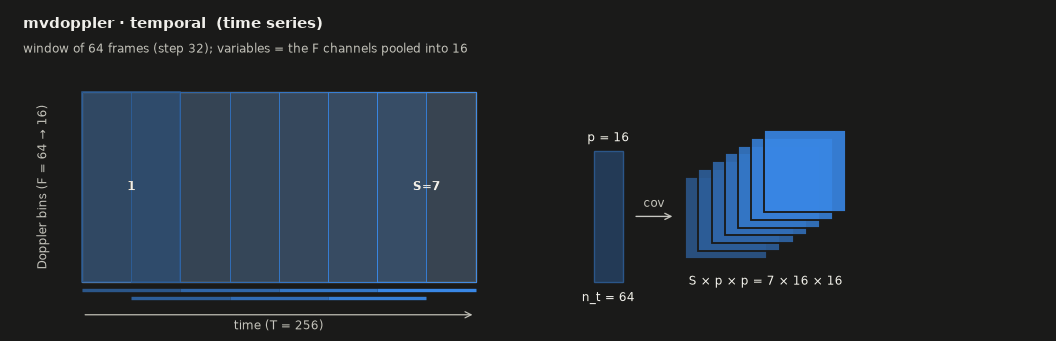 mvdoppler · temporal  (time series)
window of 64 frames (step 32); variables = the F channels pooled into 16
Doppler bins (F = 64 → 16)
1
S=7
time (T = 256)
p = 16
n_t = 64
cov
S × p × p = 7 × 16 × 16